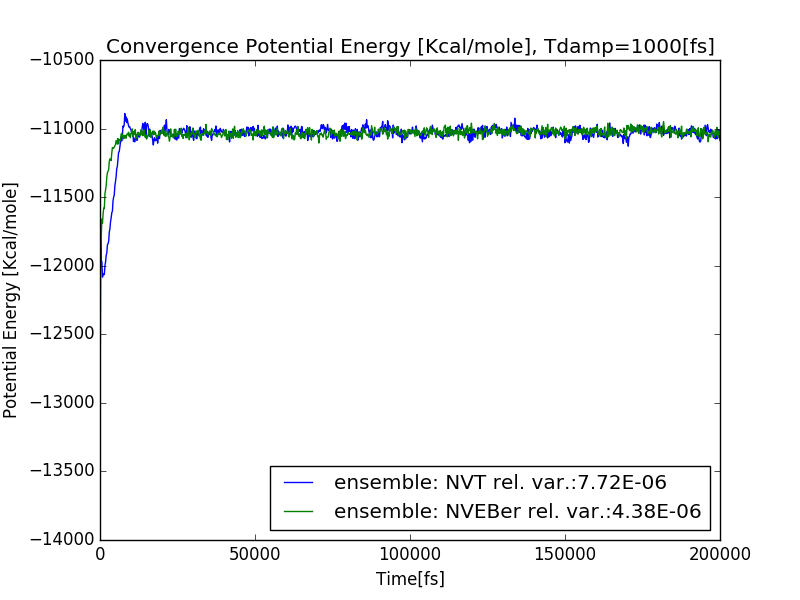 Convergence Potential Energy [Kcal/mole], Tdamp=1000[fs]
−10500
−11000
−11500
−12000
−12500
−13000
−13500
−14000
Potential Energy [Kcal/mole]
ensemble: NVT rel. var.:7.72E-06
ensemble: NVEBer rel. var.:4.38E-06
0 50000 100000 150000 200000
Time[fs]